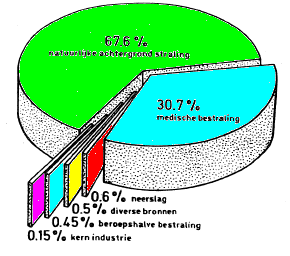 67.6 %
natuurlijke achtergrond straling
30.7 %
medische bestraling
0.6 % neerslag
0.5 % diverse bronnen
0.45 % beroepshalve bestraling
0.15 % kern industrie